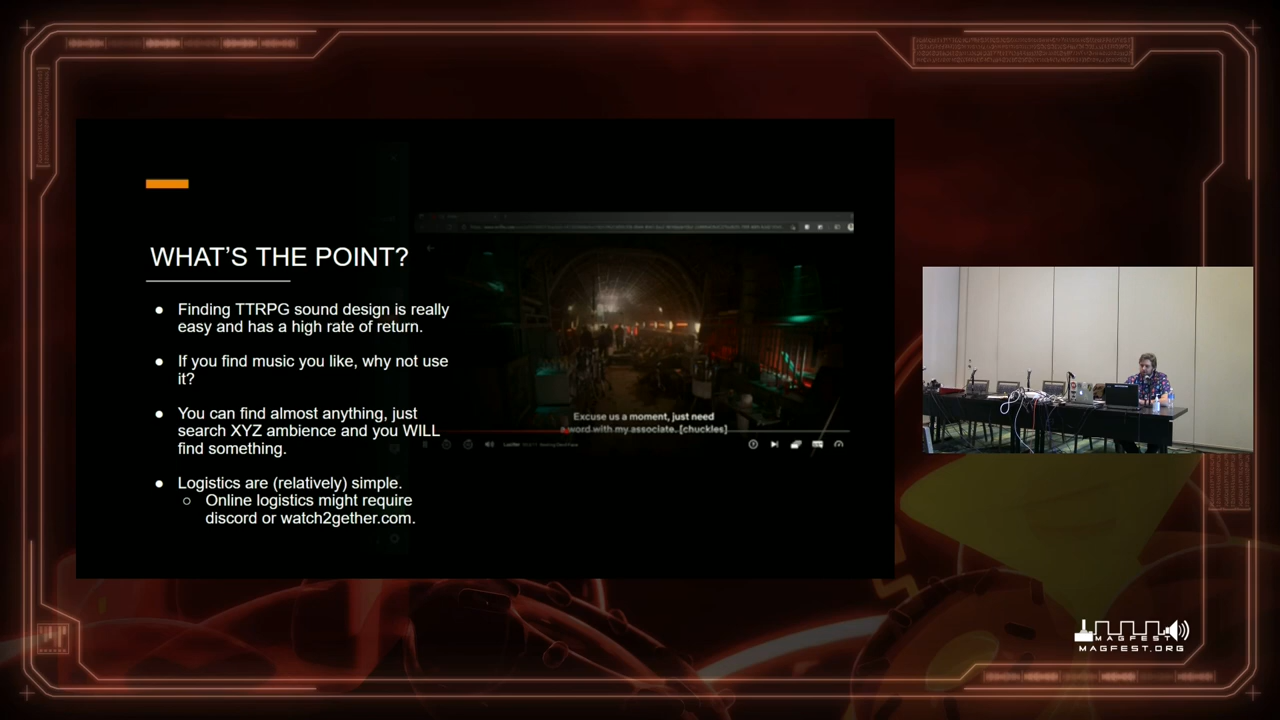 WHAT'S THE POINT?
● Finding TTRPG sound design is really
easy and has a high rate of return.
● If you find music you like, why not use
it?
● You can find almost anything, just
search XYZ ambience and you WILL
find something.
● Logistics are (relatively) simple.
○ Online logistics might require
discord or watch2gether.com.
Excuse us a moment, just need
a word with my associate. [chuckles]
Lucifer
MAGFEST
MAGFEST.ORG